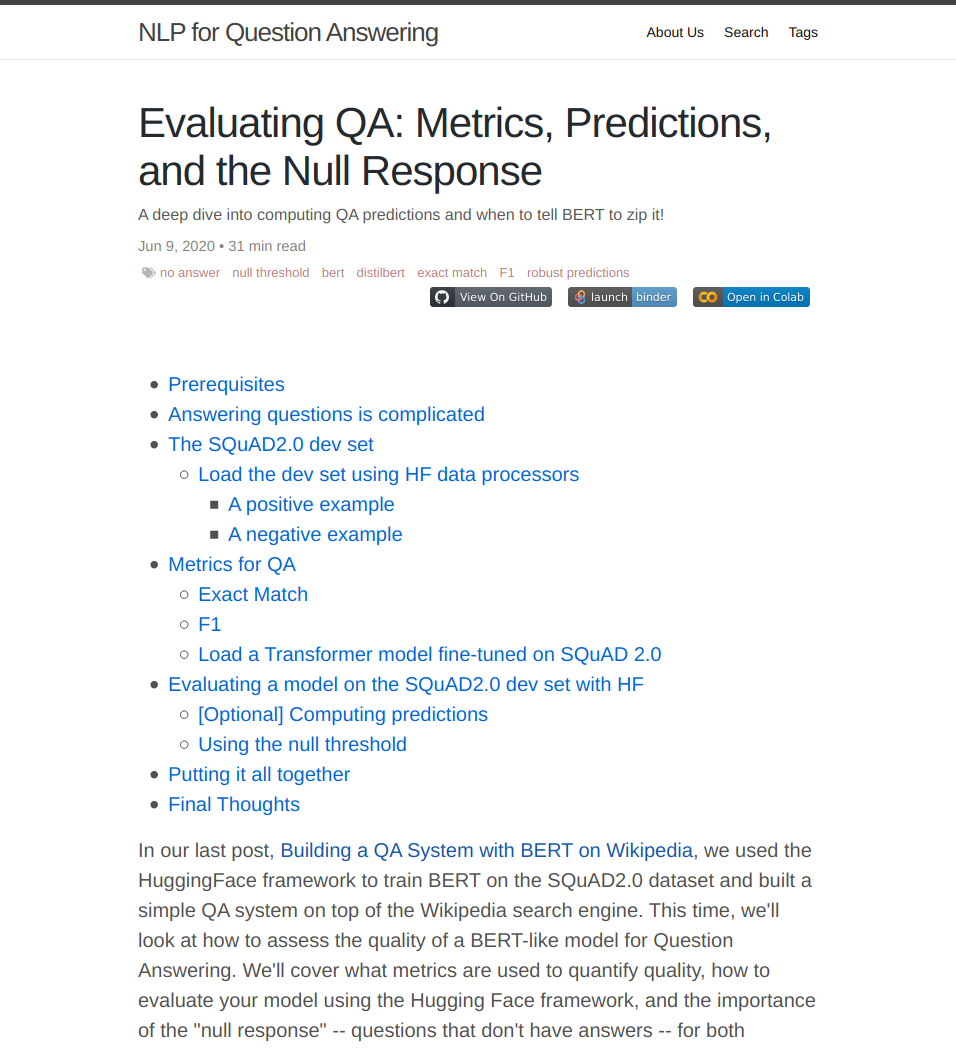 NLP for Question Answering
About Us Search Tags
Evaluating QA: Metrics, Predictions,
and the Null Response
A deep dive into computing QA predictions and when to tell BERT to zip it!
Jun 9, 2020 • 31 min read
no answer null threshold bert distilbert exact match F1 robust predictions
View On GitHub launch binder Open in Colab
Prerequisites
Answering questions is complicated
The SQuAD2.0 dev set
Load the dev set using HF data processors
A positive example
A negative example
Metrics for QA
Exact Match
F1
Load a Transformer model fine-tuned on SQuAD 2.0
Evaluating a model on the SQuAD2.0 dev set with HF
[Optional] Computing predictions
Using the null threshold
Putting it all together
Final Thoughts
In our last post, Building a QA System with BERT on Wikipedia, we used the
HuggingFace framework to train BERT on the SQuAD2.0 dataset and built a
simple QA system on top of the Wikipedia search engine. This time, we'll
look at how to assess the quality of a BERT-like model for Question
Answering. We'll cover what metrics are used to quantify quality, how to
evaluate your model using the Hugging Face framework, and the importance
of the "null response" -- questions that don't have answers -- for both